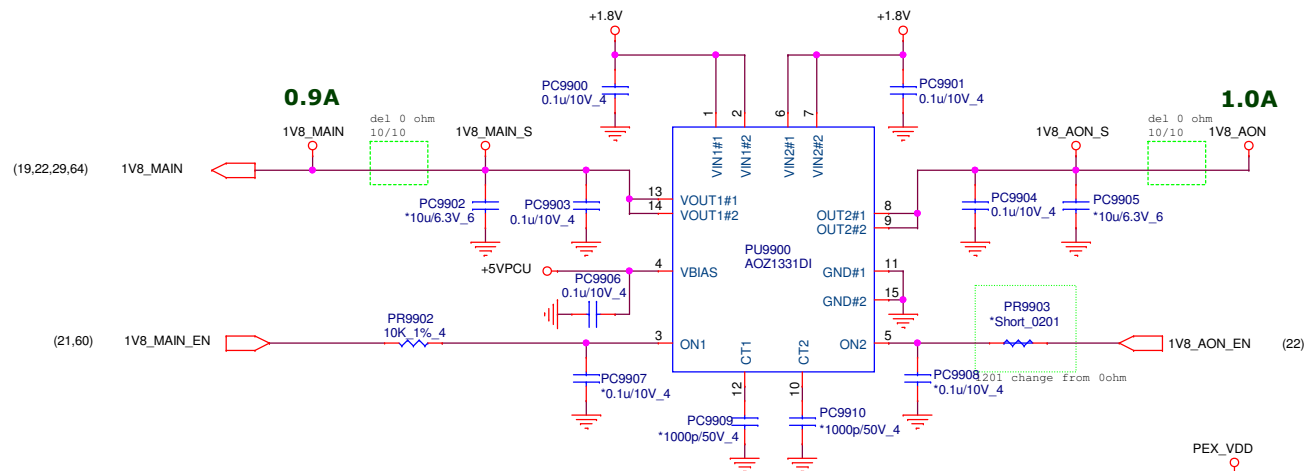 +1.8V
+1.8V
PC9900
0.1u/10V_4
PC9901
0.1u/10V_4
0.9A
1.0A
del 0 ohm
10/10
del 0 ohm
10/10
1V8_MAIN
1V8_MAIN_S
1V8_AON_S
1V8_AON
1
2
6
7
VIN1#1
VIN1#2
VIN2#1
VIN2#2
(19,22,29,64)
1V8_MAIN
PC9902
*10u/6.3V_6
PC9903
0.1u/10V_4
13
14
VOUT1#1
VOUT1#2
OUT2#1
OUT2#2
8
9
PC9904
0.1u/10V_4
PC9905
*10u/6.3V_6
PU9900
AOZ1331DI
+5VPCU
4
VBIAS
GND#1
11
GND#2
15
PC9906
0.1u/10V_4
PR9902
10K_1%_4
PR9903
*Short_0201
(21,60)
1V8_MAIN_EN
3
ON1
CT1
CT2
ON2
5
1V8_AON_EN
(22)
1201 change from 0ohm
PC9907
*0.1u/10V_4
12
10
PC9908
*0.1u/10V_4
PC9909
*1000p/50V_4
PC9910
*1000p/50V_4
PEX_VDD